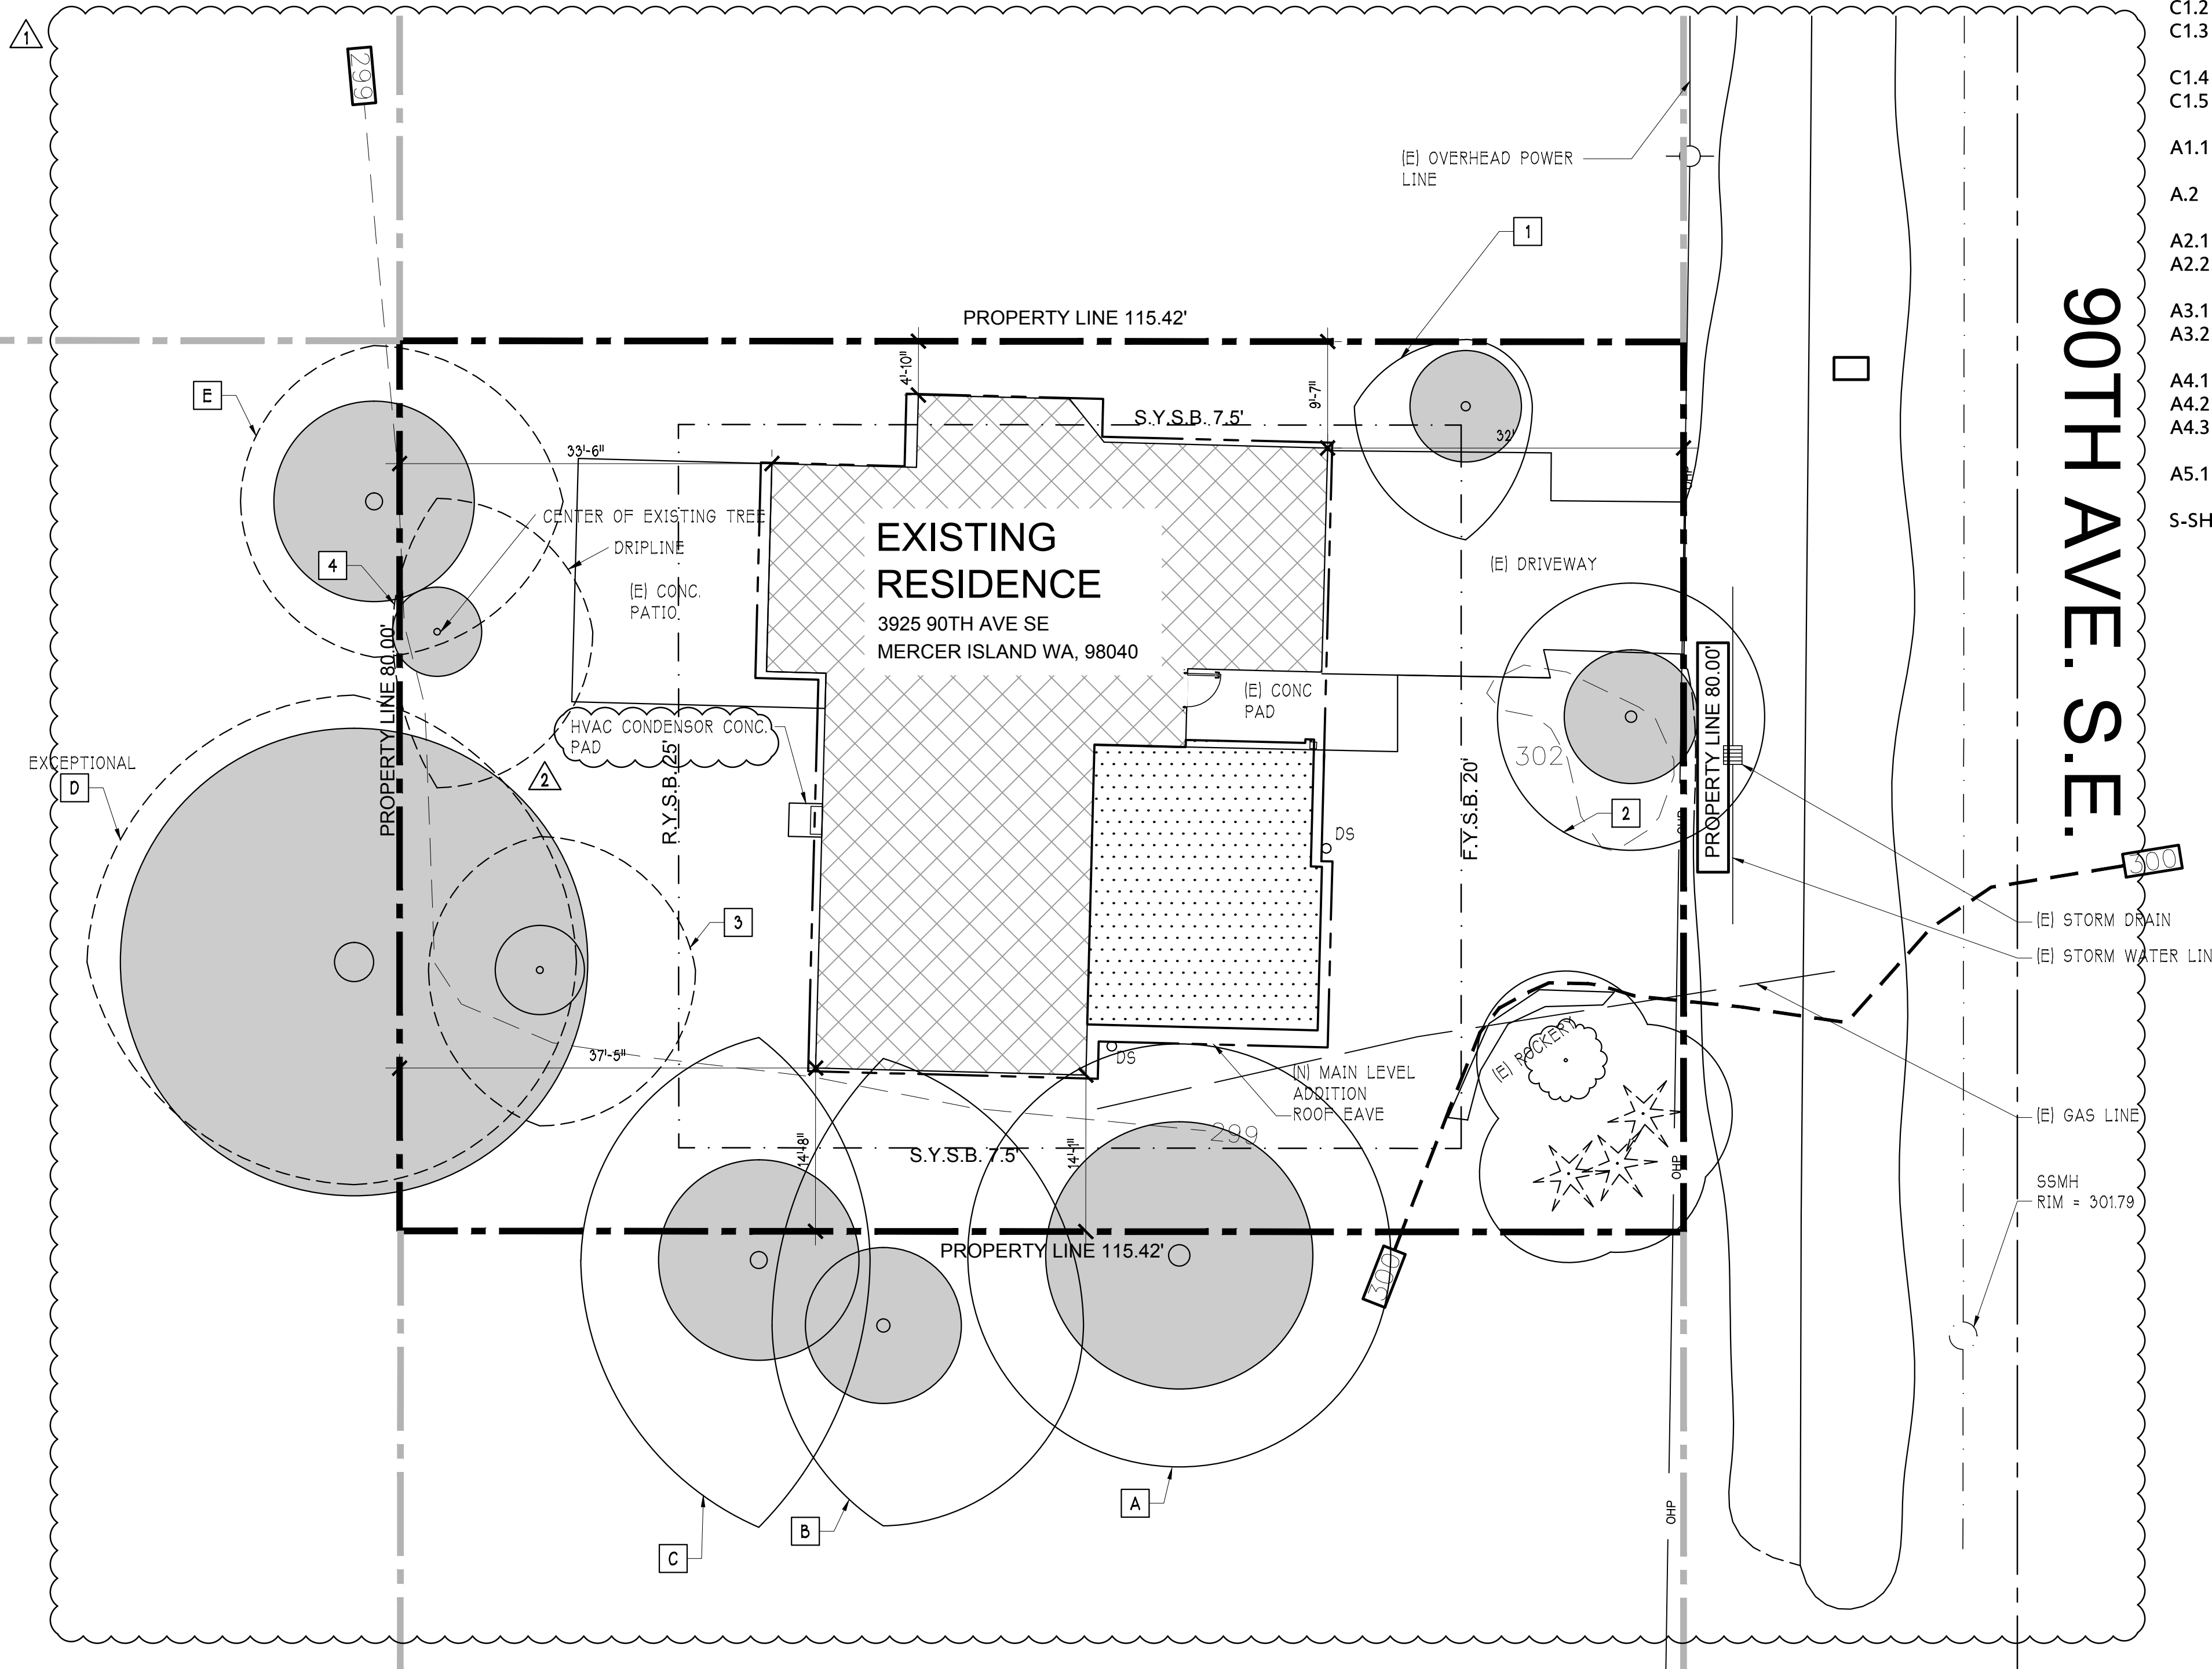 C1.2
C1.3
C1.4
C1.5
A1.1
A.2
A2.1
A2.2
A3.1
A3.2
A4.1
A4.2
A4.3
A5.1
S-SH
1
299
(E) OVERHEAD POWER
LINE
1
PROPERTY LINE 115.42'
4'-10"
9'-7"
S.Y.S.B. 7.5'
E
33'-6"
32'
OHP
CENTER OF EXISTING TREE
DRIPLINE
4
(E) CONC.
PATIO
EXISTING
RESIDENCE
3925 90TH AVE SE
MERCER ISLAND WA, 98040
(E) DRIVEWAY
90TH AVE. S.E.
PROPERTY LINE 80.00'
(E) CONC
PAD
PROPERTY LINE 80.00'
HVAC CONDENSOR CONC.
PAD
2
EXCEPTIONAL
D
R.Y.S.B. 25'
302
2
OHP
F.Y.S.B. 20'
DS
300
3
(E) STORM DRAIN
(E) STORM WATER LIN
37'-5"
DS
(E) ROCKERY
(N) MAIN LEVEL
ADDITION
ROOF EAVE
(E) GAS LINE
299
14'-8"
S.Y.S.B. 7.5'
14'-1"
OHP
SSMH
RIM = 301.79
PROPERTY LINE 115.42'
300
A
B
C
OHP